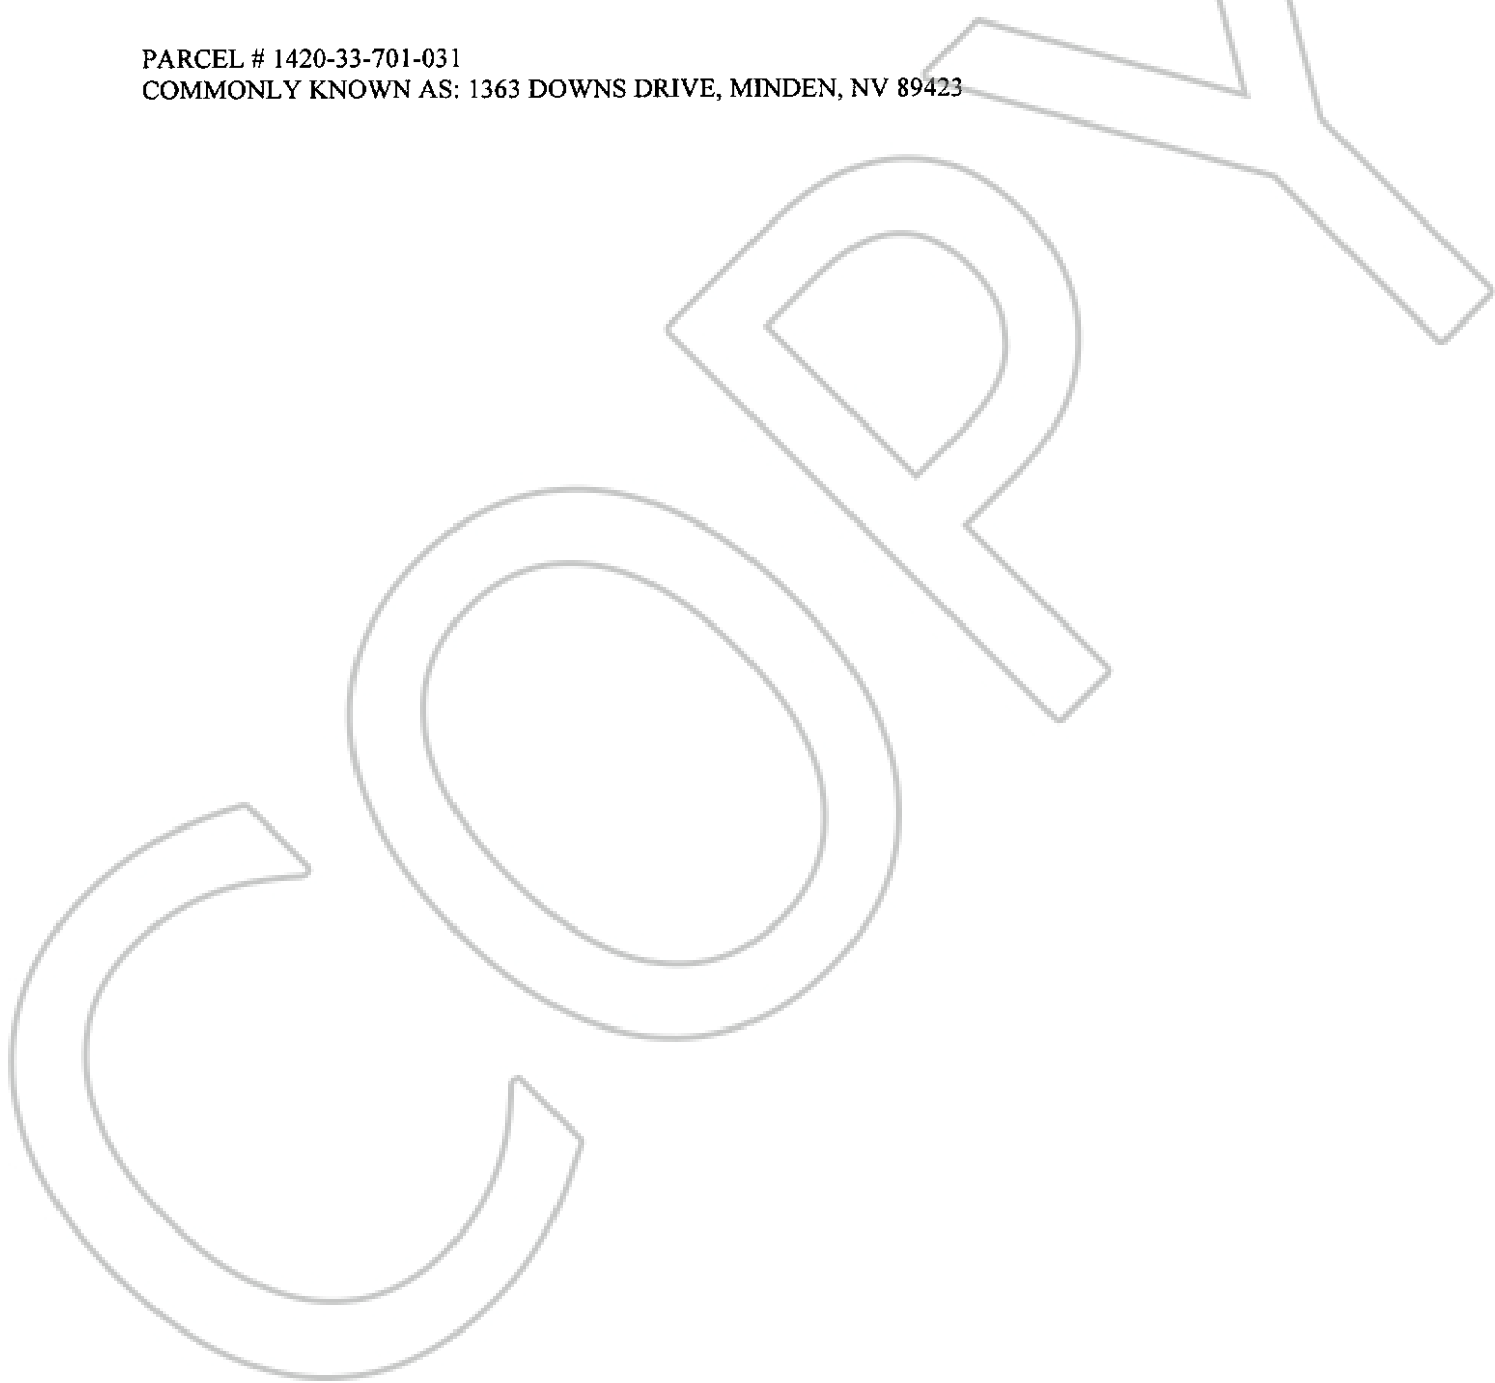 PARCEL # 1420-33-701-031
COMMONLY KNOWN AS: 1363 DOWNS DRIVE, MINDEN, NV 89423
COPY